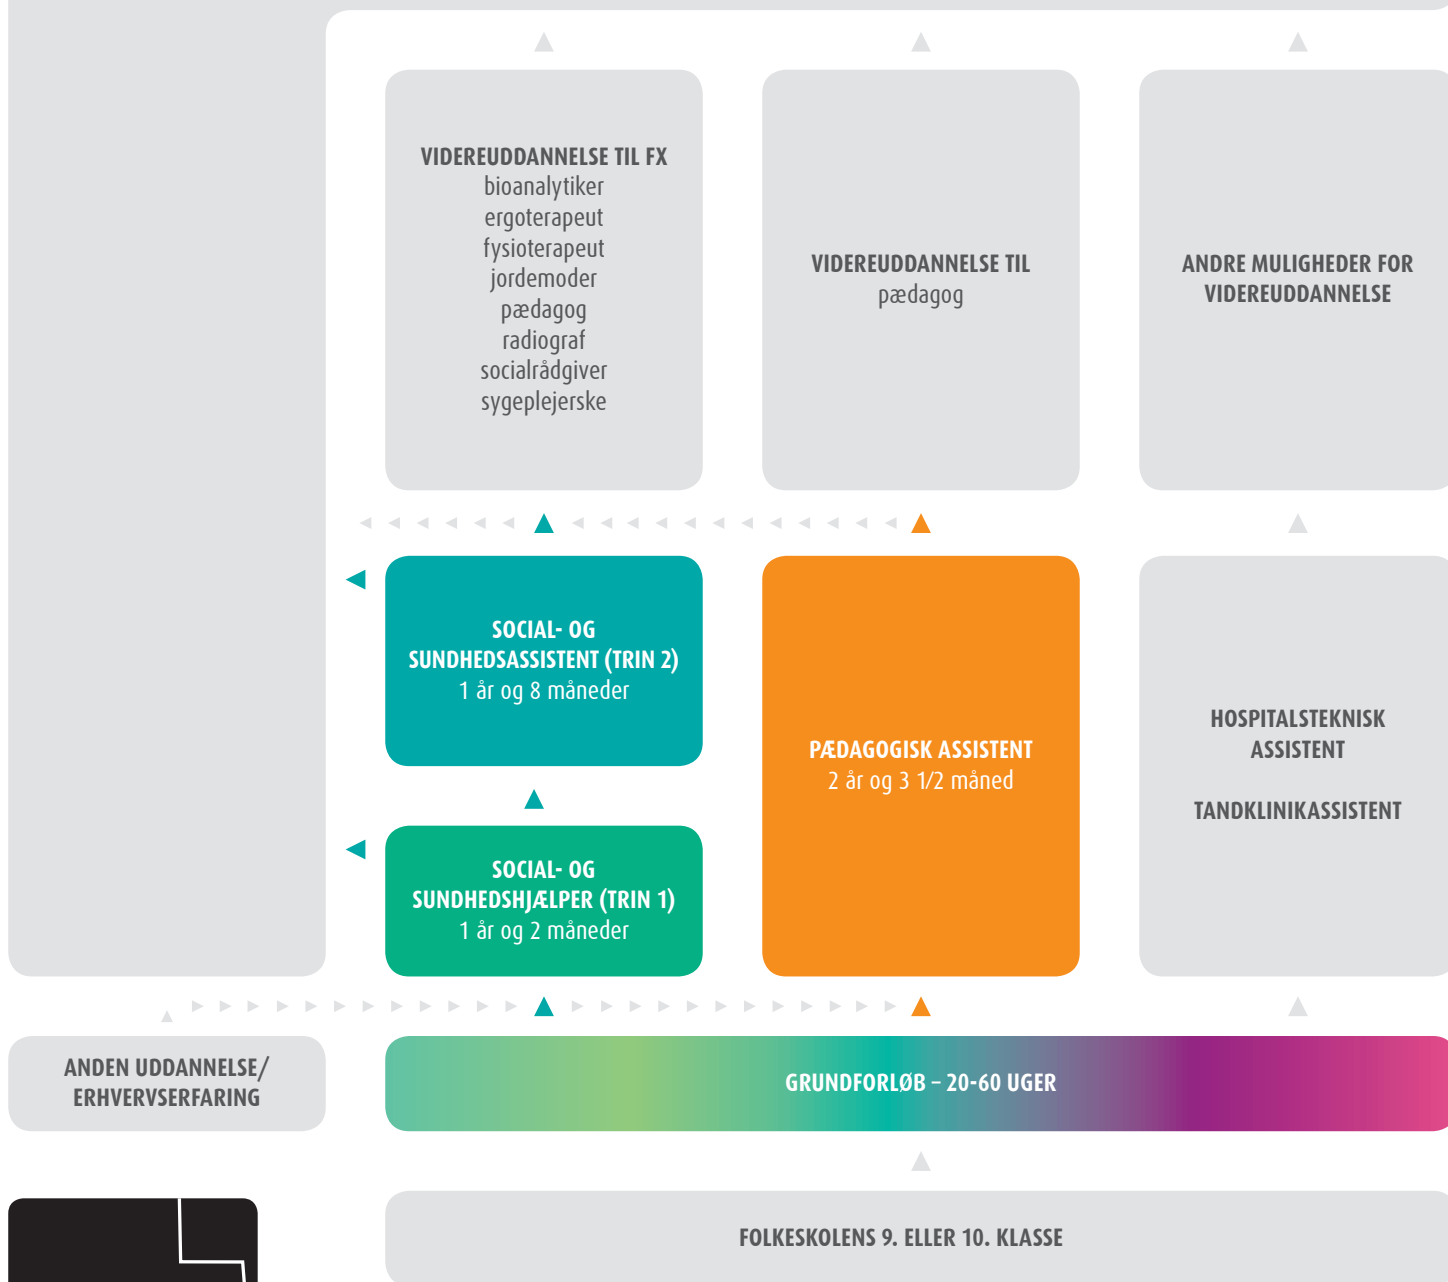 VIDEREUDDANNELSE TIL FX
bioanalytiker
ergoterapeut
fysioterapeut
jordemoder
pædagog
radiograf
socialrådgiver
sygeplejerske
VIDEREUDDANNELSE TIL
pædagog
ANDRE MULIGHEDER FOR
VIDEREUDDANNELSE
SOCIAL- OG
SUNDHEDSASSISTENT (TRIN 2)
1 år og 8 måneder
PÆDAGOGISK ASSISTENT
2 år og 3 1/2 måned
HOSPITALSTEKNISK
ASSISTENT
TANDKLINIKASSISTENT
SOCIAL- OG
SUNDHEDSHJÆLPER (TRIN 1)
1 år og 2 måneder
ANDEN UDDANNELSE/
ERHVERVSERFARING
GRUNDFORLØB – 20-60 UGER
FOLKESKOLENS 9. ELLER 10. KLASSE